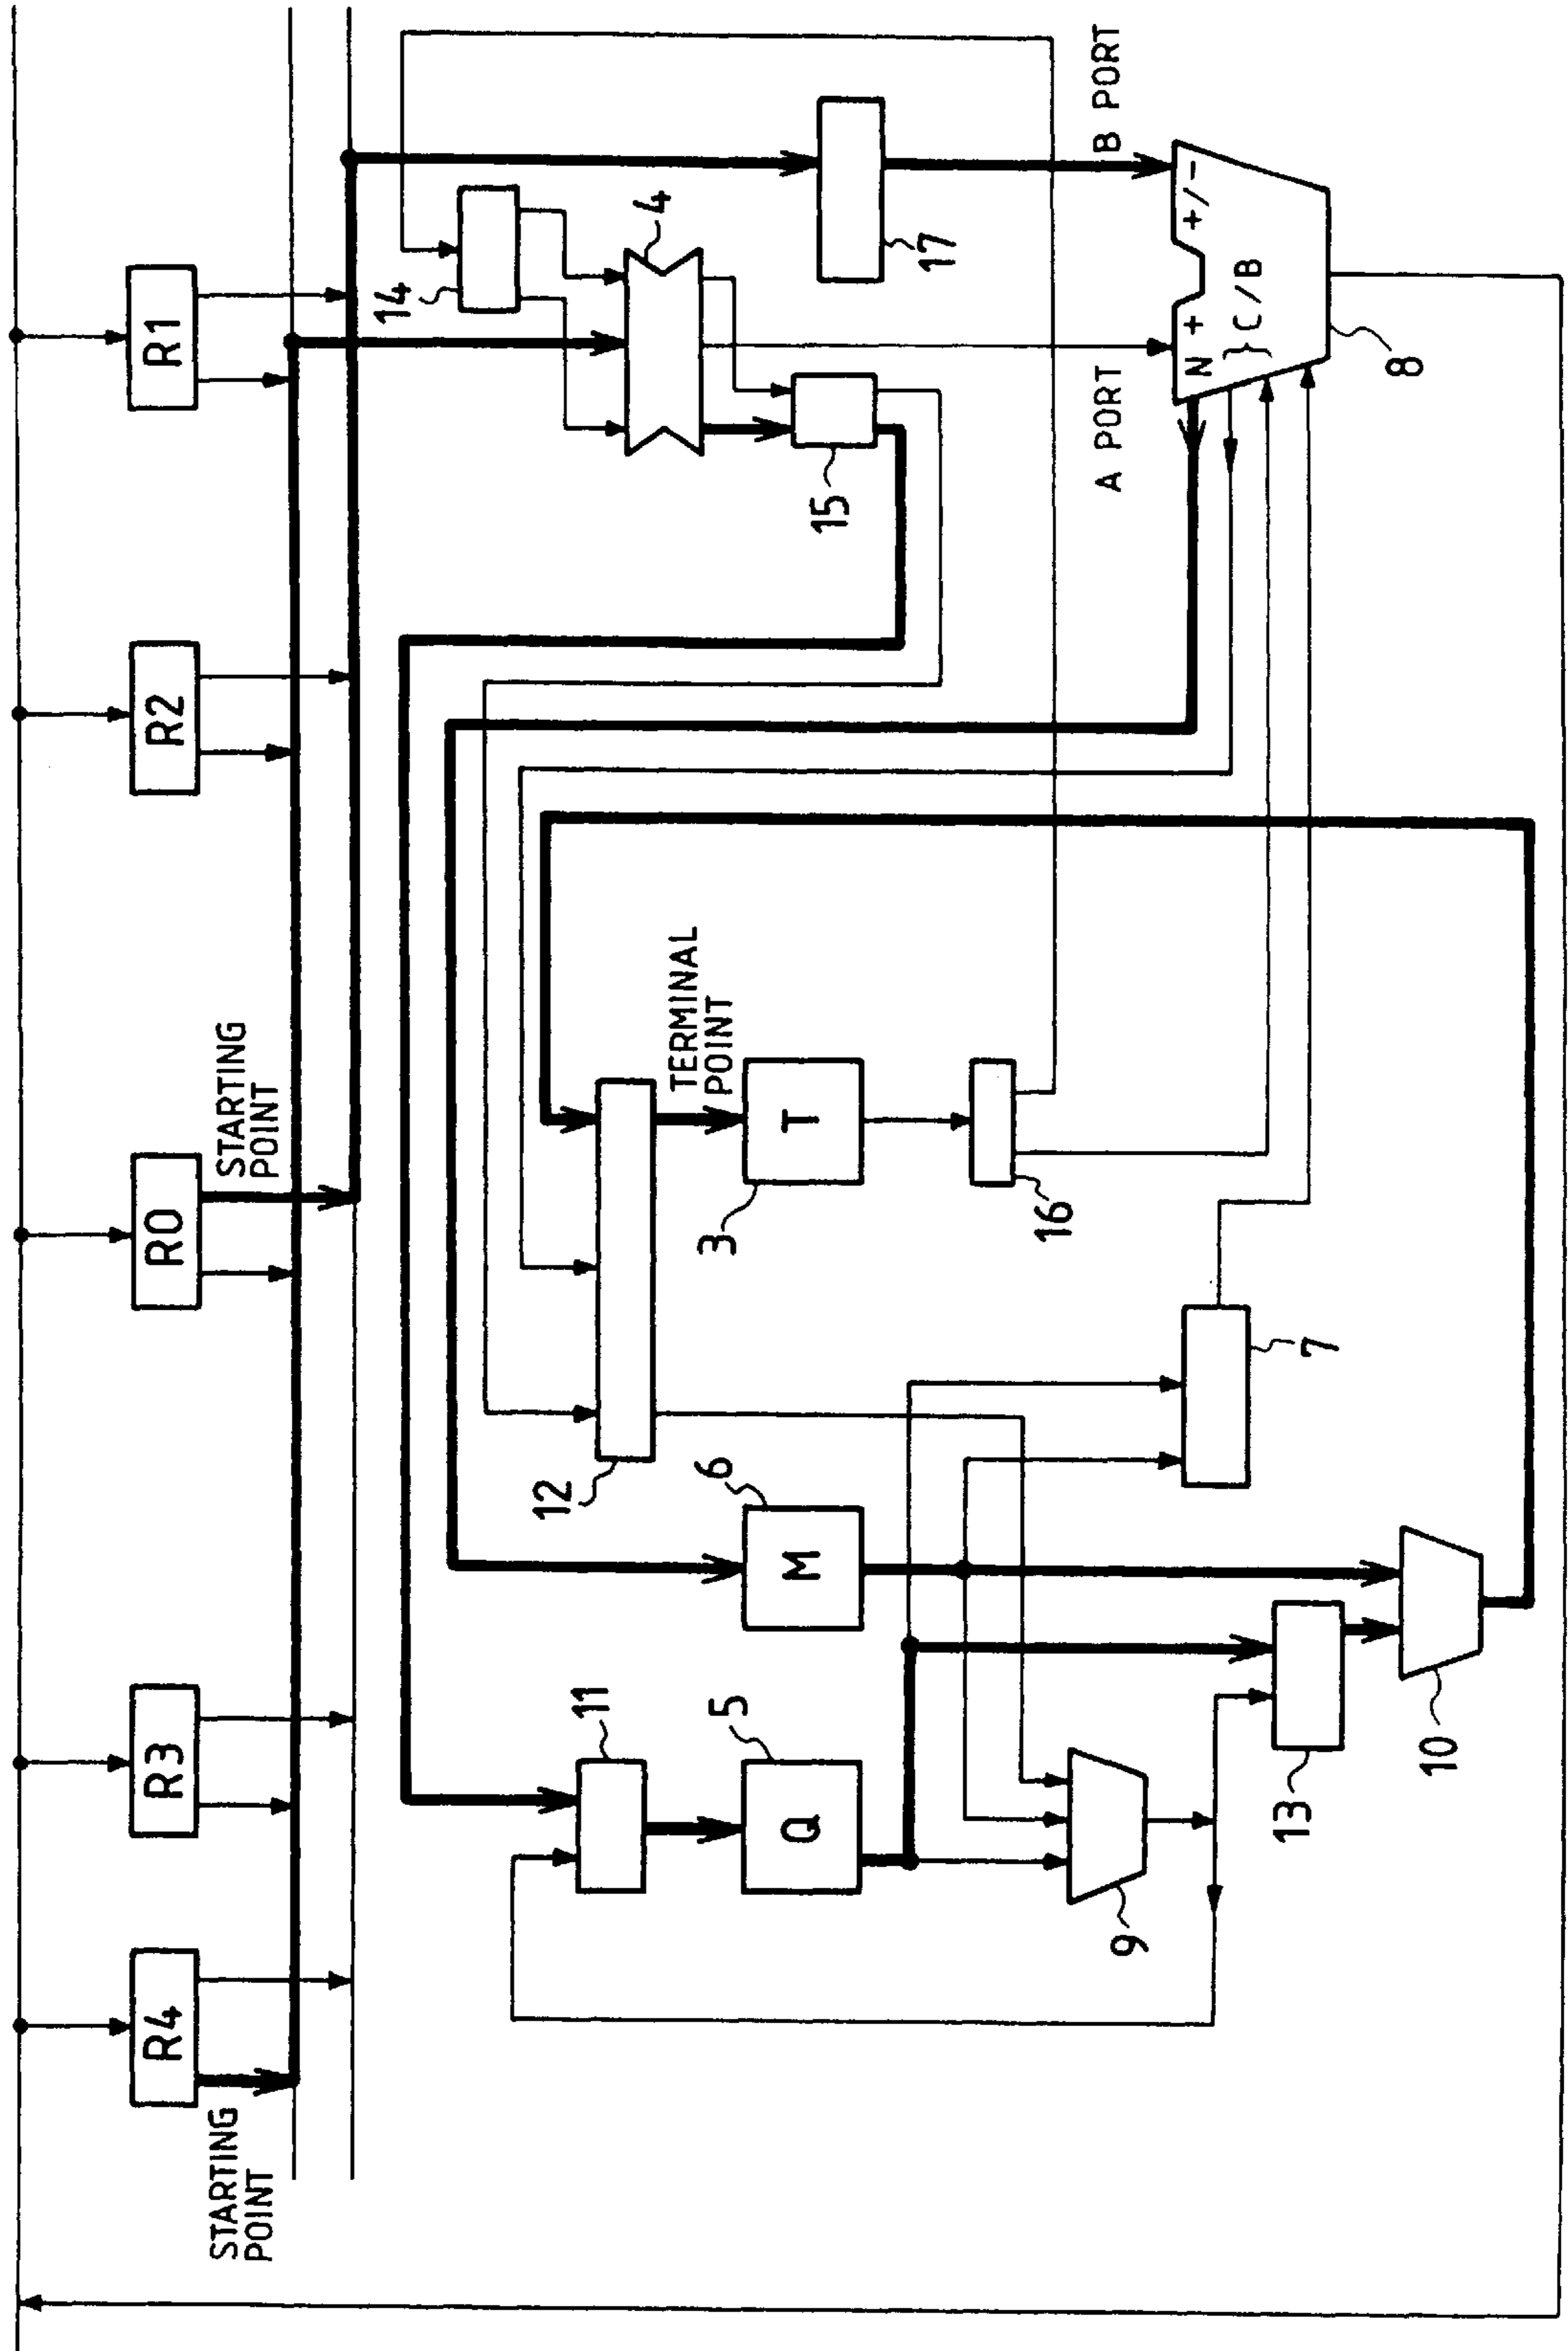 R4
R3
R0
R2
R1
STARTING
POINT
STARTING
POINT
14
4
11
12
TERMINAL
POINT
5
Q
6
M
3
T
15
17
16
A PORT
B PORT
9
7
N
+
+/-
} C/B
13
10
8